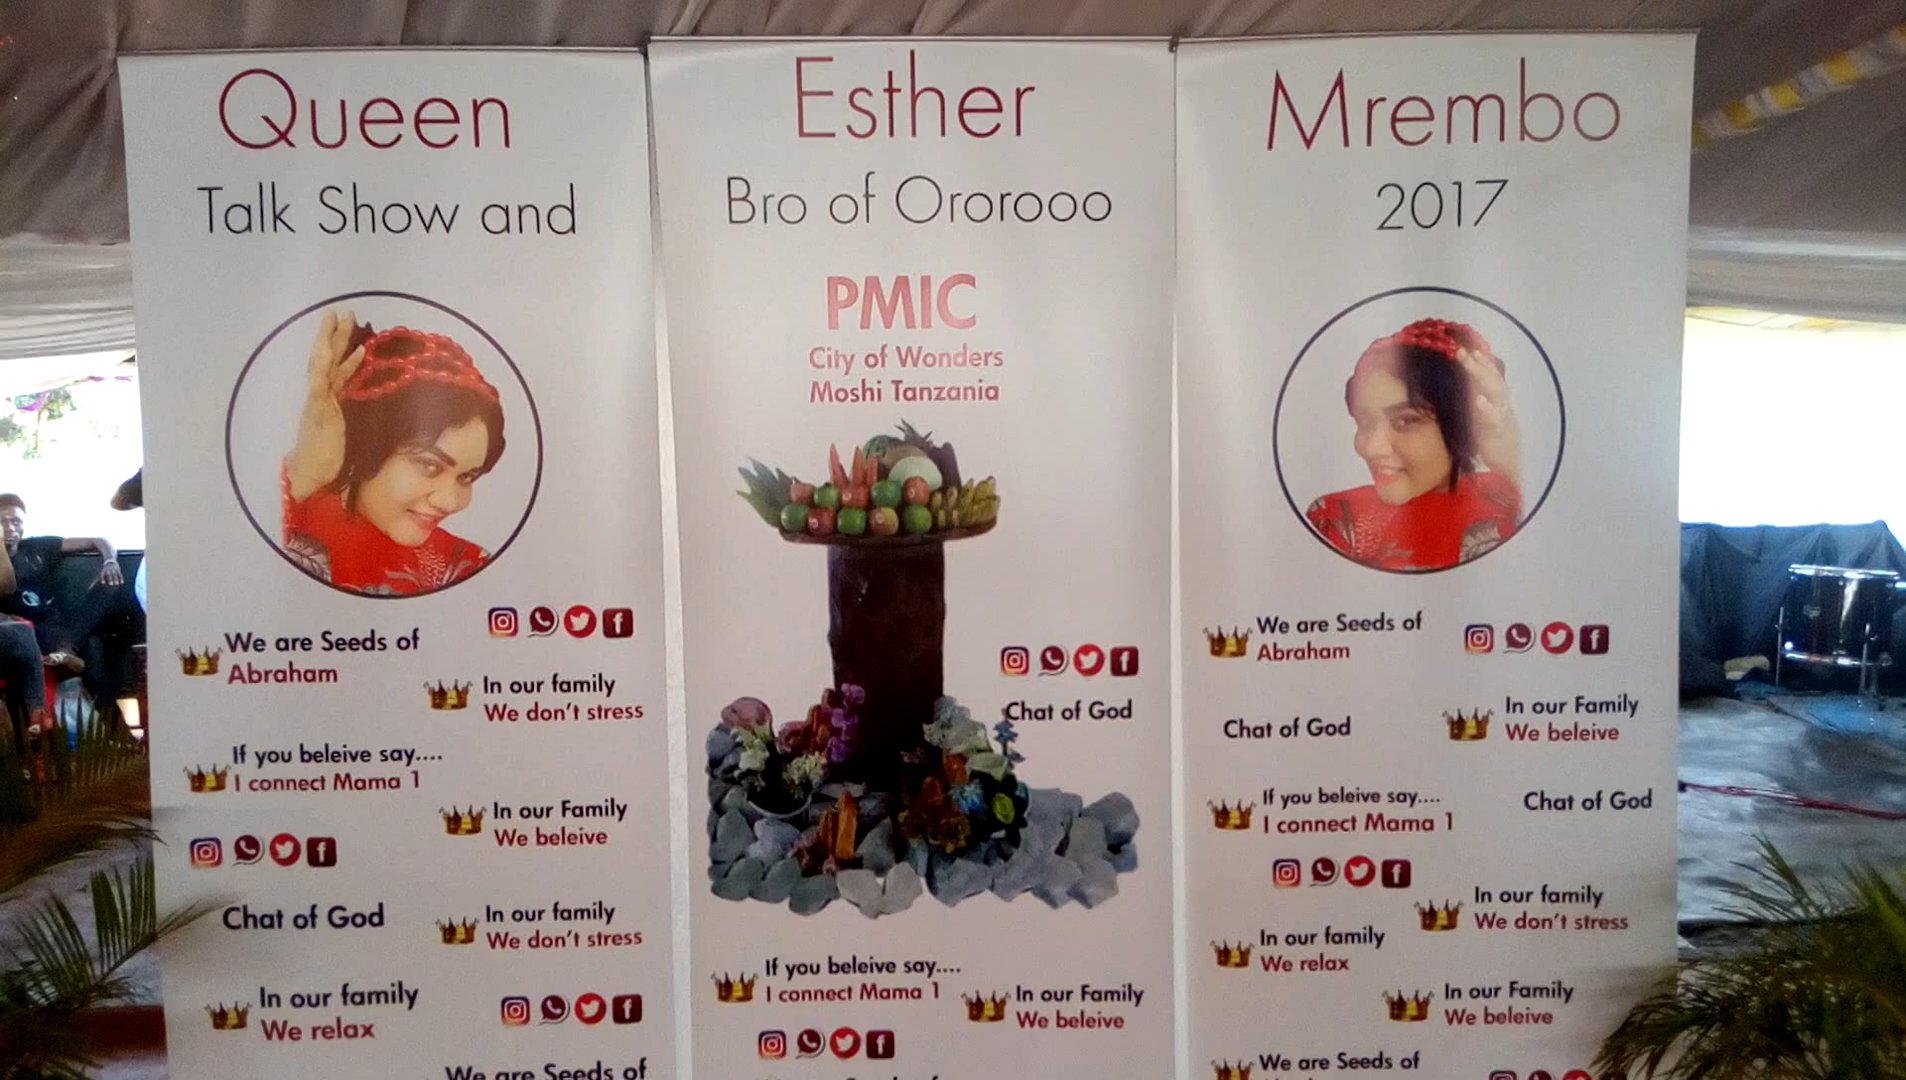 Queen
Talk Show and
We are Seeds of
Abraham
In our family
We don't stress
If you beleive say....
I connect Mama 1
In our Family
We beleive
Chat of God
In our family
We don't stress
In our family
We relax
We are Seeds of
Esther
Bro of Ororooo
PMIC
City of Wonders
Moshi Tanzania
Chat of God
If you beleive say....
I connect Mama 1
In our Family
We beleive
Mrembo
2017
We are Seeds of
Abraham
In our Family
We beleive
Chat of God
If you beleive say....
I connect Mama 1
Chat of God
In our family
We don't stress
In our family
We relax
In our Family
We beleive
We are Seeds of